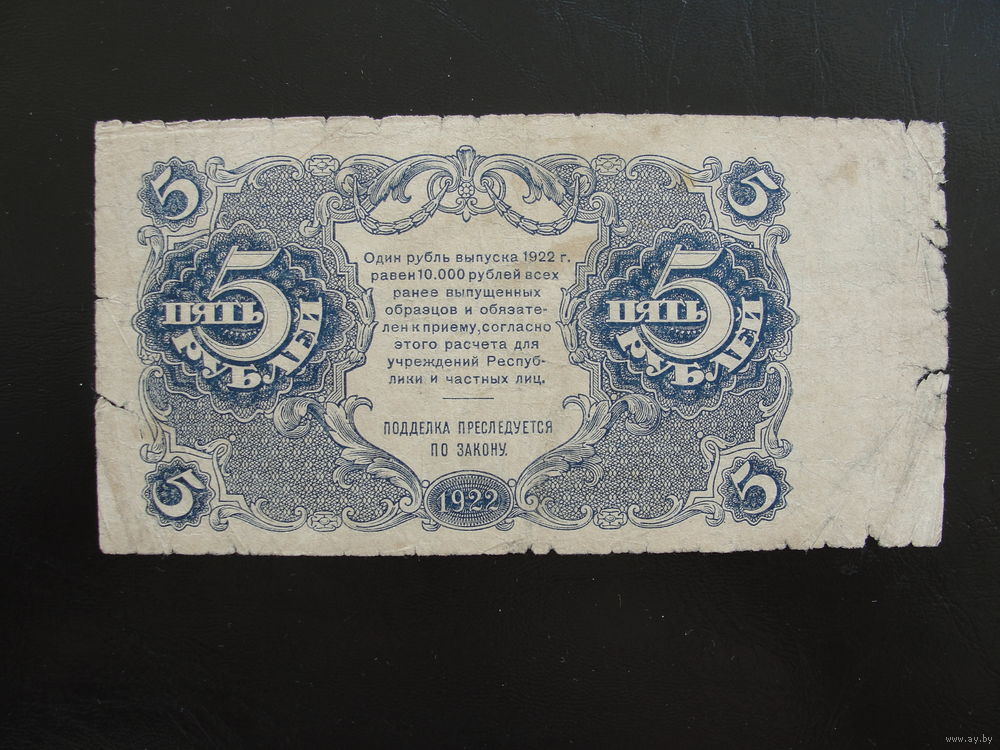 5
5
5
ПЯТЬ
РУБЛЕЙ
Один рубль выпуска 1922 г.
равен 10.000 рублей всех
ранее выпущенных
образцов и обязате-
лен к приему, согласно
этого расчета для
учреждений Респуб-
лики и частных лиц.
5
ПЯТЬ
РУБЛЕЙ
ПОДДЕЛКА ПРЕСЛЕДУЕТСЯ
ПО ЗАКОНУ.
5
1922
5
www.ay.by